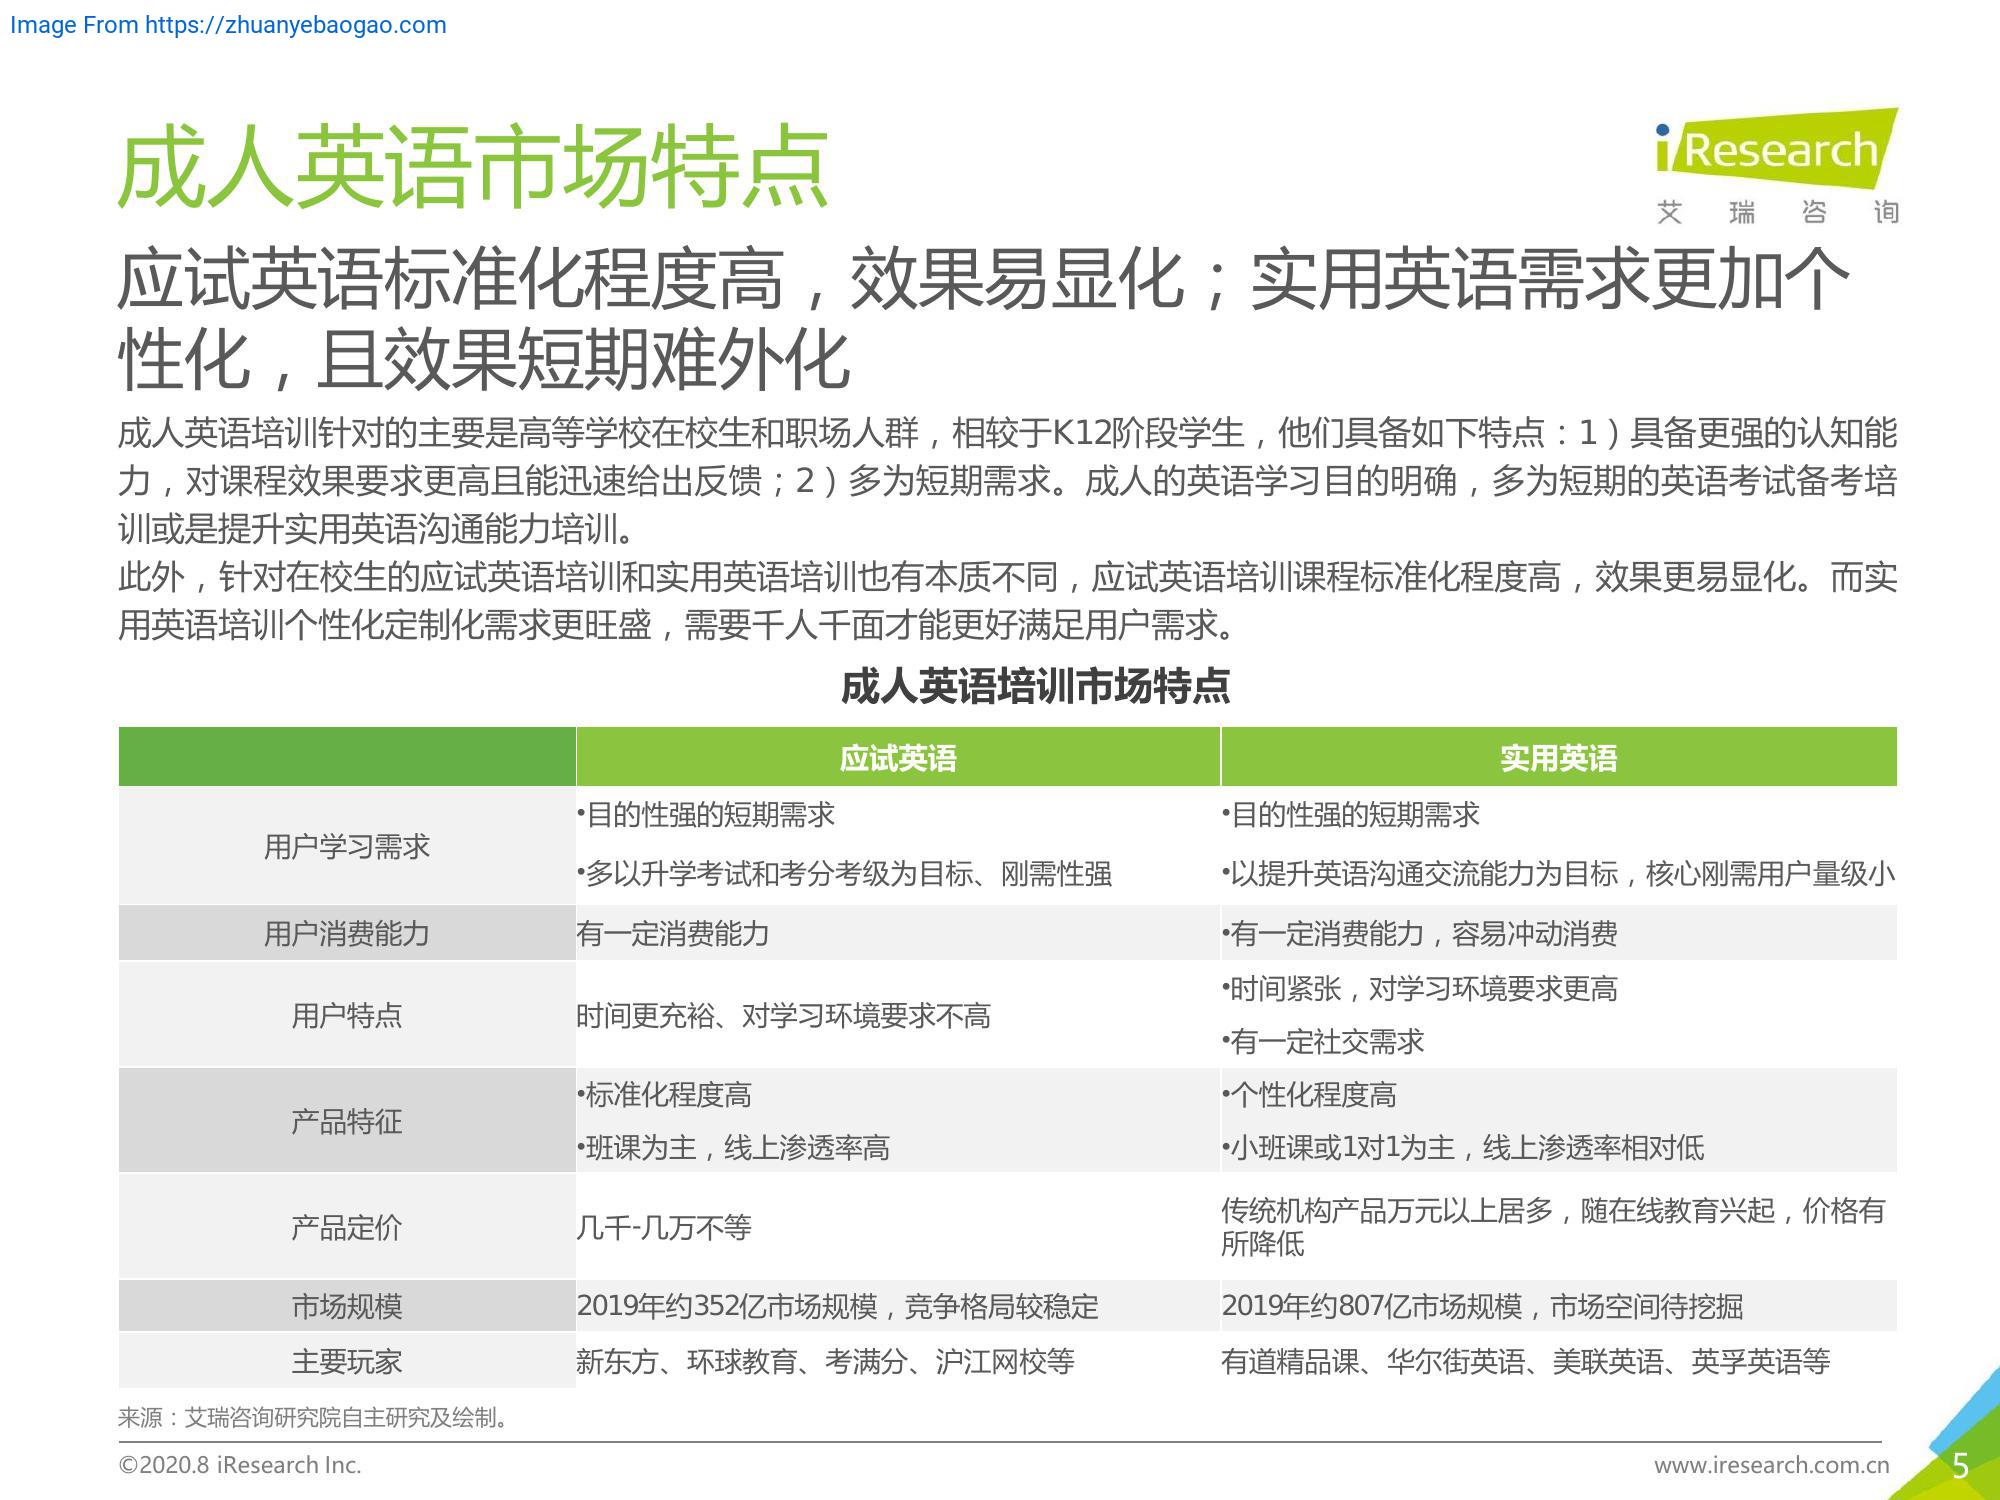 Image From https://zhuanyebaogao.com
成人英语市场特点
iResearch
艾瑞咨询
应试英语标准化程度高，效果易显化；实用英语需求更加个
性化，且效果短期难外化
成人英语培训针对的主要是高等学校在校生和职场人群，相较于K12阶段学生，他们具备如下特点：1）具备更强的认知能
力，对课程效果要求更高且能迅速给出反馈；2）多为短期需求。成人的英语学习目的明确，多为短期的英语考试备考培
训或是提升实用英语沟通能力培训。
此外，针对在校生的应试英语培训和实用英语培训也有本质不同，应试英语培训课程标准化程度高，效果更易显化。而实
用英语培训个性化定制化需求更旺盛，需要千人千面才能更好满足用户需求。
成人英语培训市场特点
应试英语
实用英语
用户学习需求
•目的性强的短期需求
•多以升学考试和考分考级为目标、刚需性强
•目的性强的短期需求
•以提升英语沟通交流能力为目标，核心刚需用户量级小
用户消费能力
有一定消费能力
•有一定消费能力，容易冲动消费
用户特点
时间更充裕、对学习环境要求不高
•时间紧张，对学习环境要求更高
•有一定社交需求
产品特征
•标准化程度高
•班课为主，线上渗透率高
•个性化程度高
•小班课或1对1为主，线上渗透率相对低
产品定价
几千-几万不等
传统机构产品万元以上居多，随在线教育兴起，价格有
所降低
市场规模
2019年约352亿市场规模，竞争格局较稳定
2019年约807亿市场规模，市场空间待挖掘
主要玩家
新东方、环球教育、考满分、沪江网校等
有道精品课、华尔街英语、美联英语、英孚英语等
来源：艾瑞咨询研究院自主研究及绘制。
©2020.8 iResearch Inc.
www.iresearch.com.cn
5